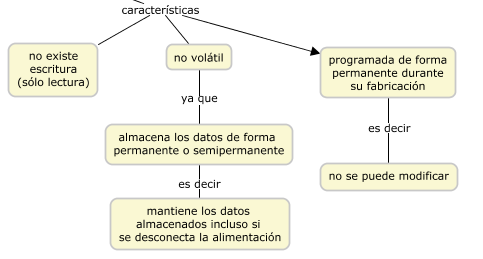 características
no existe
escritura
(sólo lectura)
no volátil
programada de forma
permanente durante
su fabricación
ya que
es decir
almacena los datos de forma
permanente o semipermanente
no se puede modificar
es decir
mantiene los datos
almacenados incluso si
se desconecta la alimentación